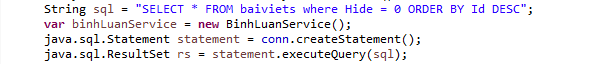 String sql = "SELECT * FROM baiviets where Hide = 0 ORDER BY Id DESC";
var binhLuanService = new BinhLuanService();
java.sql.Statement statement = conn.createStatement();
java.sql.ResultSet rs = statement.executeQuery(sql);